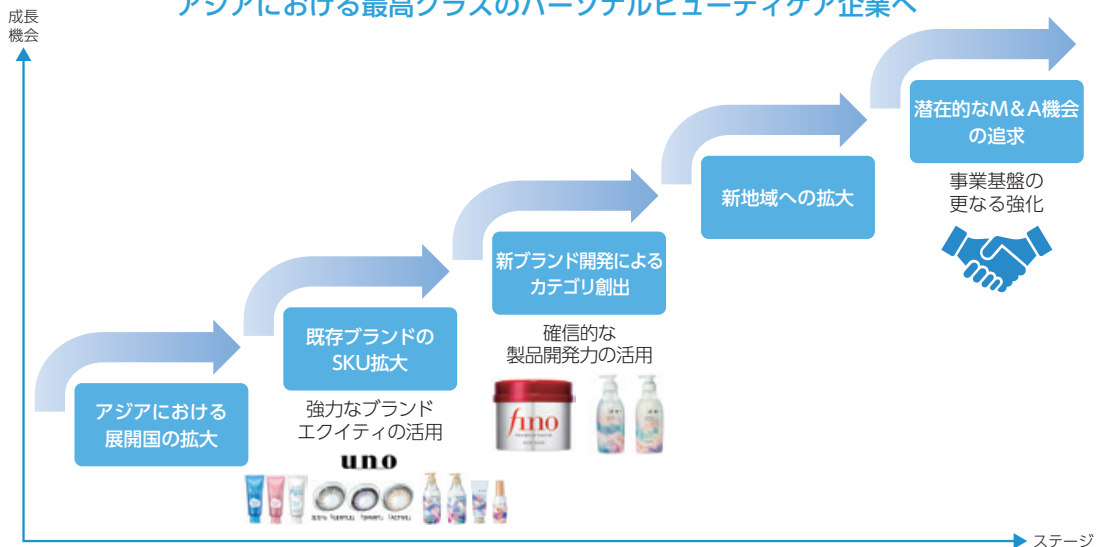 アジアにおける最高クラスのパーソナルビューティケア企業へ
成長
機会
潜在的なM&A機会
の追求
事業基盤の
更なる強化
新地域への拡大
新ブランド開発による
カテゴリ創出
確信的な
製品開発力の活用
fino
既存ブランドの
SKU拡大
強力なブランド
エクイティの活用
uno
アジアにおける
展開国の拡大
ステージ